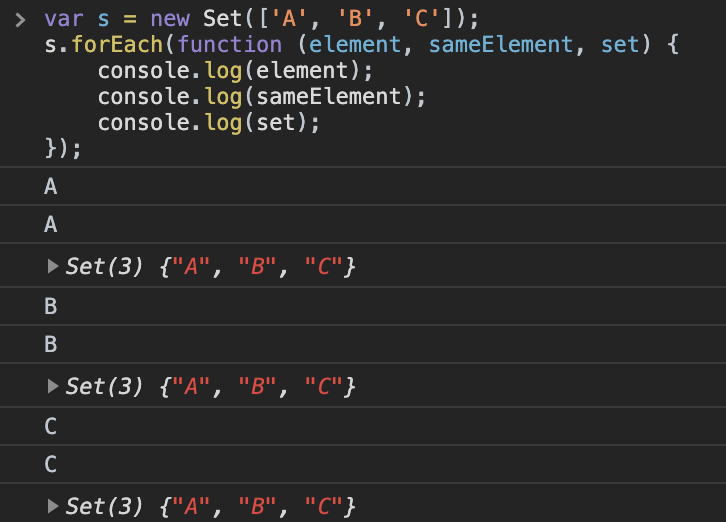 var s = new Set(['A', 'B', 'C']);
s.forEach(function (element, sameElement, set) {
    console.log(element);
    console.log(sameElement);
    console.log(set);
});
A
A
Set(3) {"A", "B", "C"}
B
B
Set(3) {"A", "B", "C"}
C
C
Set(3) {"A", "B", "C"}